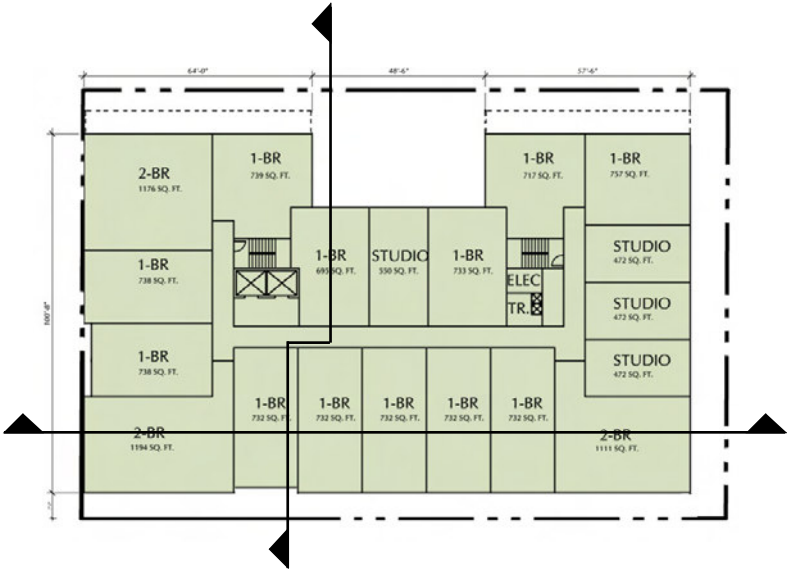 64'-0"
48'-6"
57'-6"
2-BR
1176 SQ. FT.
1-BR
739 SQ. FT.
1-BR
717 SQ. FT.
1-BR
757 SQ. FT.
1-BR
738 SQ. FT.
1-BR
STUDIO
550 SQ. FT.
1-BR
733 SQ. FT.
STUDIO
472 SQ. FT.
ELEC
TR.
STUDIO
472 SQ. FT.
1-BR
738 SQ. FT.
STUDIO
472 SQ. FT.
100'-8"
1-BR
732 SQ. FT.
1-BR
732 SQ. FT.
1-BR
732 SQ. FT.
1-BR
732 SQ. FT.
1-BR
732 SQ. FT.
2-BR
1194 SQ. FT.
2-BR
1111 SQ. FT.